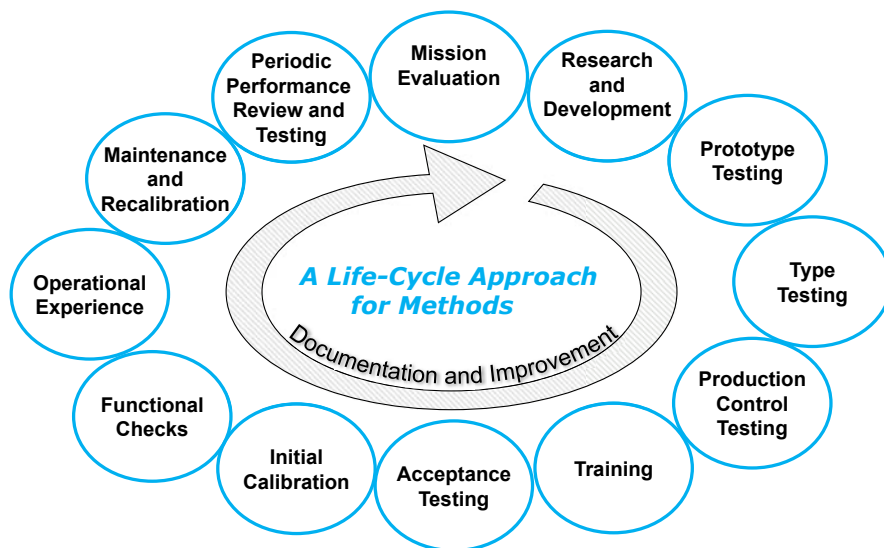 Mission
Evaluation
Research
and
Development
Prototype
Testing
Type
Testing
Production
Control
Testing
Training
Acceptance
Testing
Initial
Calibration
Functional
Checks
Operational
Experience
Maintenance
and
Recalibration
Periodic
Performance
Review and
Testing
A Life-Cycle Approach
for Methods
Documentation and Improvement